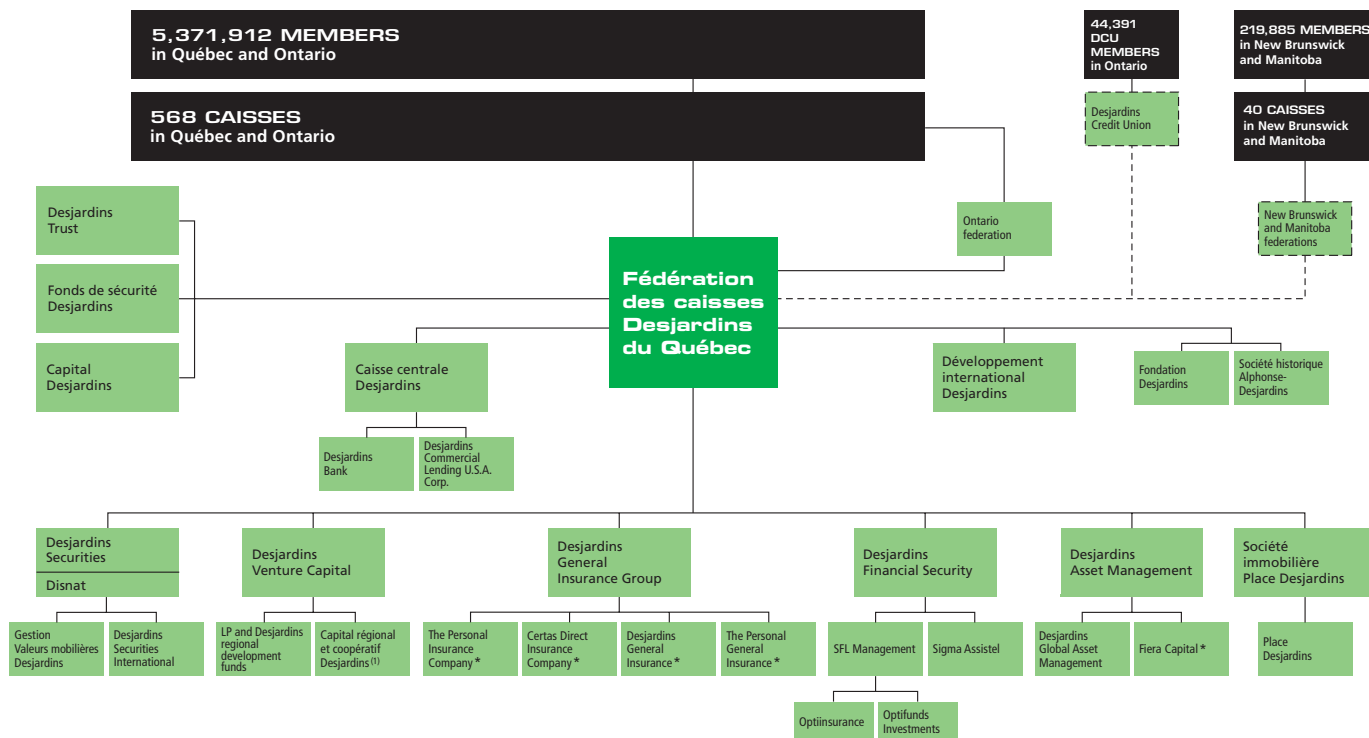 5,371,912 MEMBERS
in Québec and Ontario
44,391
DCU
MEMBERS
in Ontario
219,885 MEMBERS
in New Brunswick
and Manitoba
568 CAISSES
in Québec and Ontario
Desjardins
Credit Union
40 CAISSES
in New Brunswick
and Manitoba
Desjardins
Trust
Ontario
federation
New Brunswick
and Manitoba
federations
Fonds de sécurité
Desjardins
Fédération
des caisses
Desjardins
du Québec
Capital
Desjardins
Caisse centrale
Desjardins
Développement
international
Desjardins
Fondation
Desjardins
Société historique
Alphonse-
Desjardins
Desjardins
Bank
Desjardins
Commercial
Lending U.S.A.
Corp.
Desjardins
Securities
Disnat
Desjardins
Venture Capital
Desjardins
General
Insurance Group
Desjardins
Financial Security
Desjardins
Asset Management
Société
immobilière
Place Desjardins
Gestion
Valeurs mobilières
Desjardins
Desjardins
Securities
International
LP and Desjardins
regional
development
funds
Capital régional
et coopératif
Desjardins (1)
The Personal
Insurance
Company *
Certas Direct
Insurance
Company *
Desjardins
General
Insurance *
The Personal
General
Insurance *
SFL Management
Sigma Assistel
Desjardins
Global Asset
Management
Fiera Capital *
Place
Desjardins
Optiinsurance
Optifunds
Investments